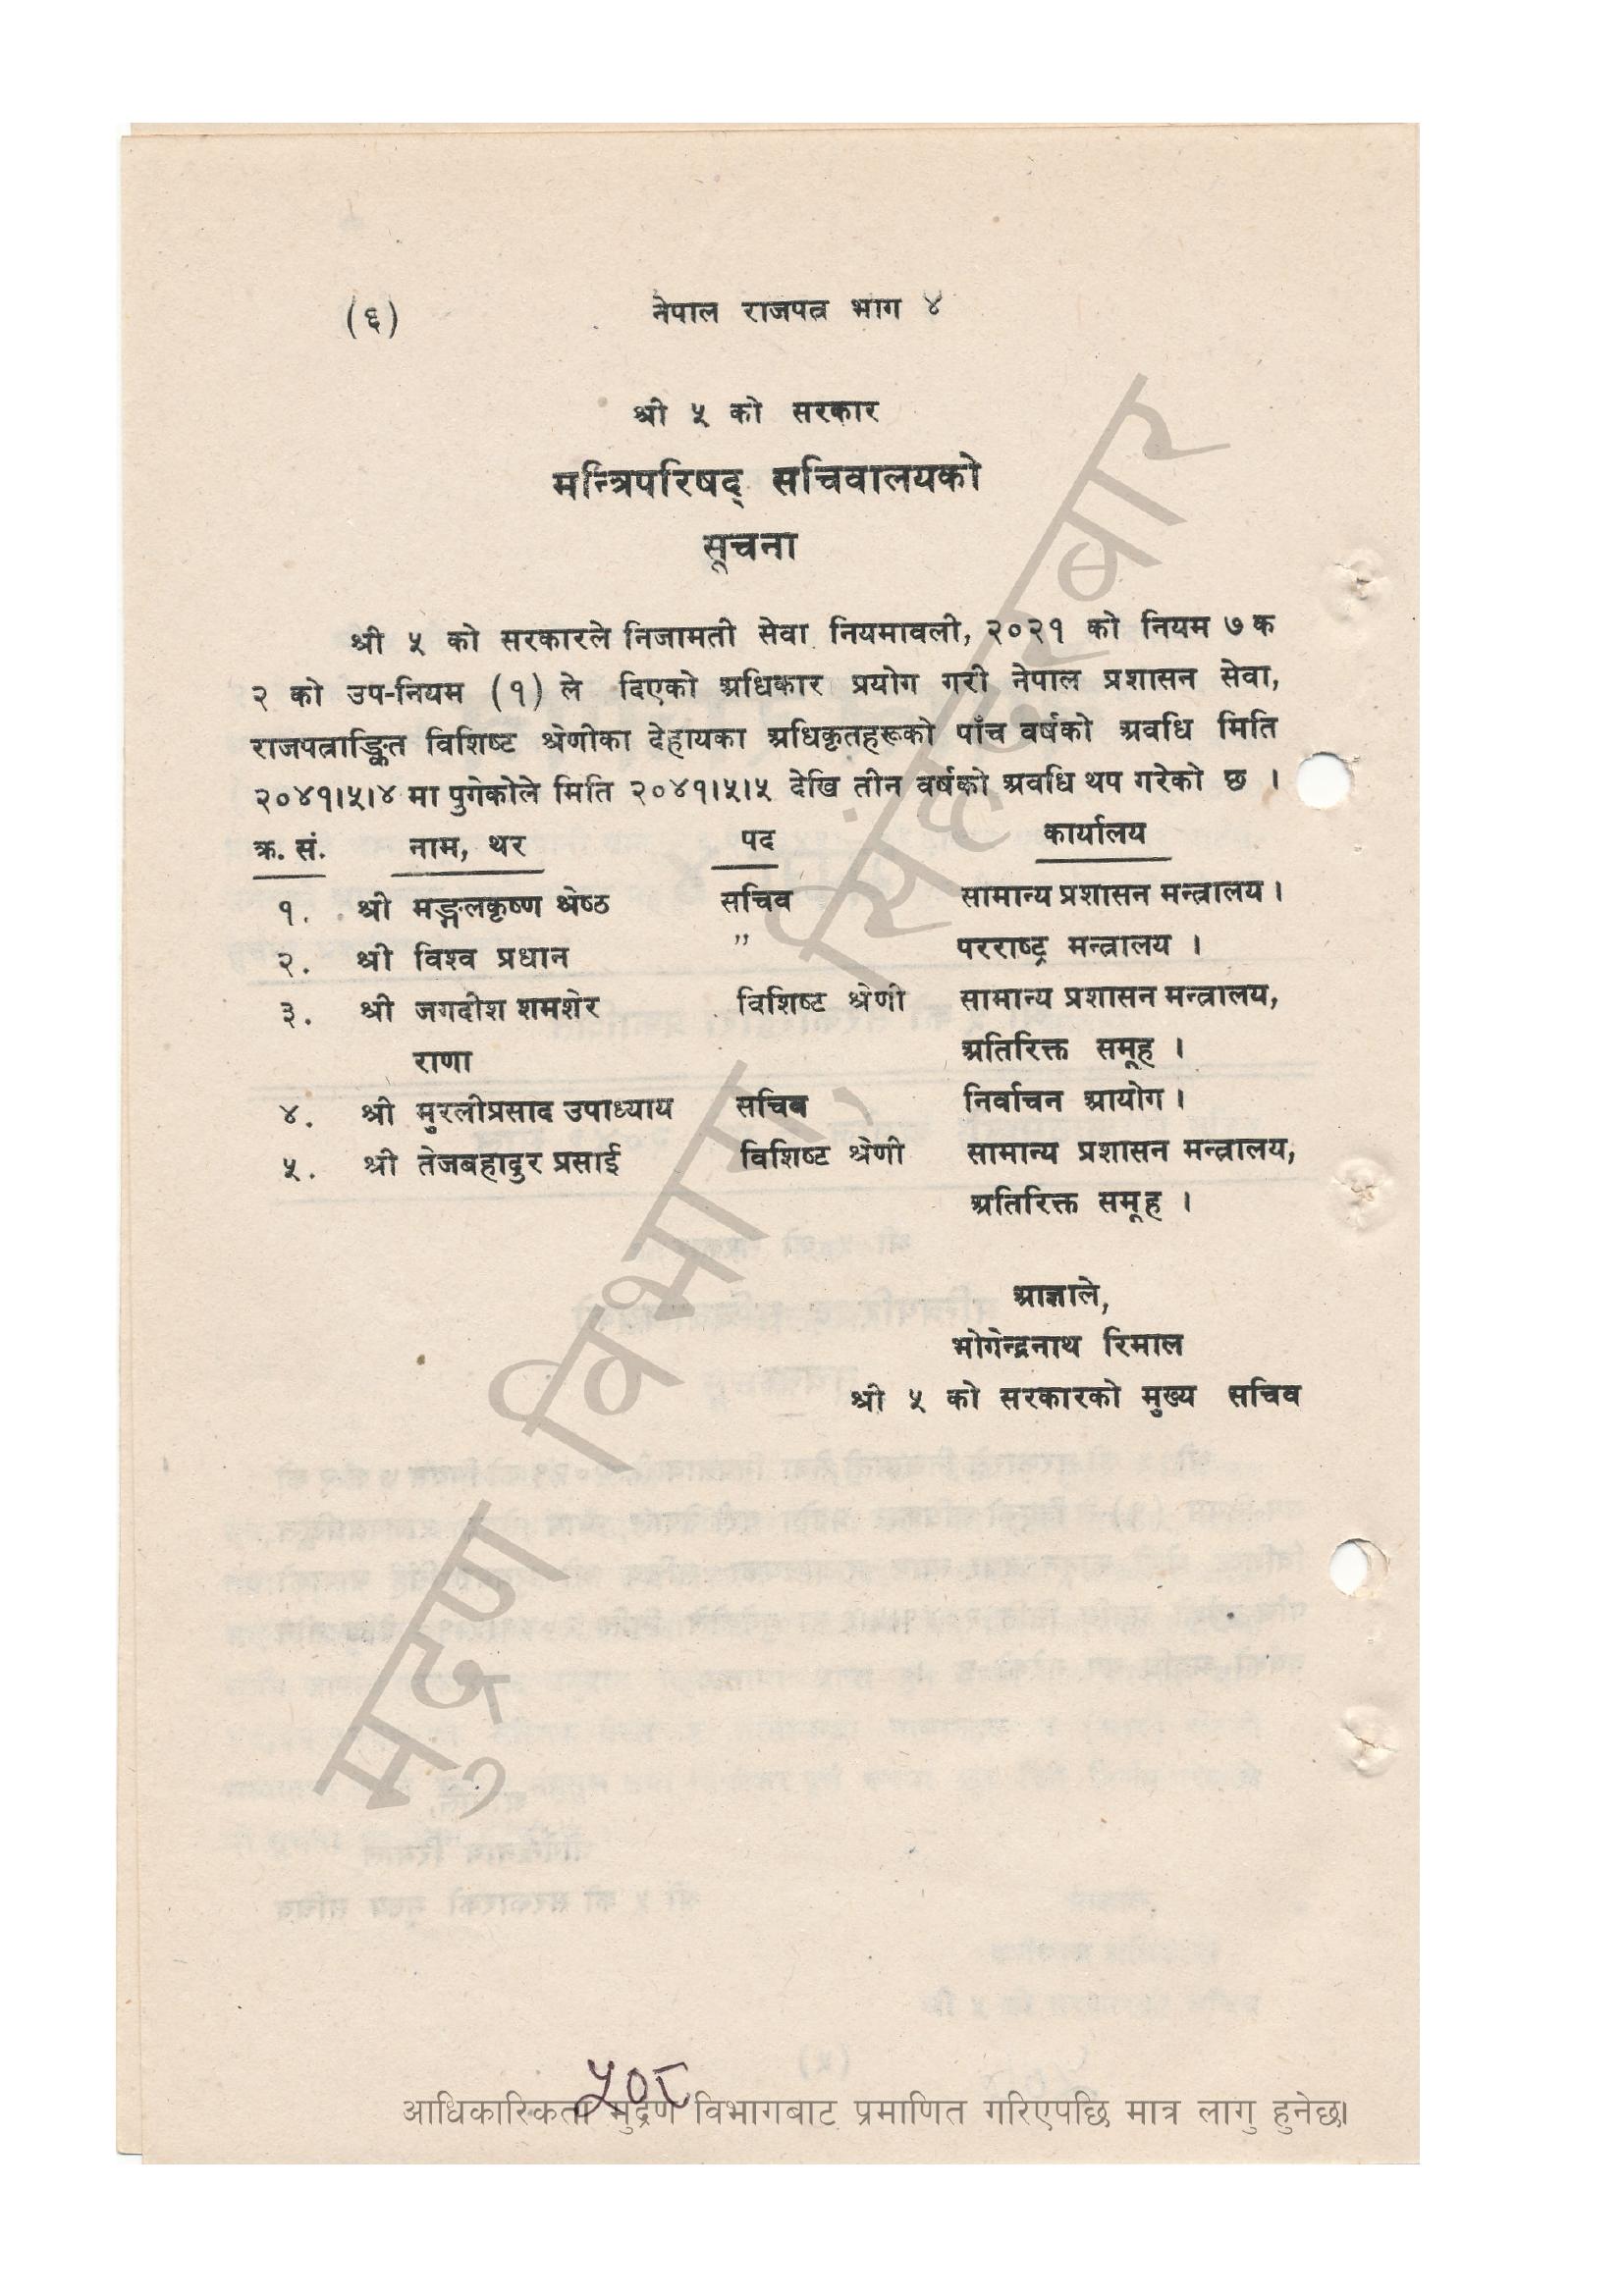 (६) नेपाल राजपत्र भाग ४
श्री ५ को सरकार
मन्त्रिपरिषद् सचिवालयको
सूचना
श्री ५ को सरकारले निजामती सेवा नियमावली, २०२१ को नियम ७ क
२ को उप-नियम (१) ले दिएको अधिकार प्रयोग गरी नेपाल प्रशासन सेवा,
राजपत्राङ्कित विशिष्ट श्रेणीका देहायका अधिकृतहरूको पाँच वर्षको अवधि मिति
२०४१।५।४ मा पुगेकोले मिति २०४१।५।५ देखि तीन वर्षको अवधि थप गरेको छ ।
क्र. सं. नाम, थर पद कार्यालय
१. श्री मङ्गलकृष्ण श्रेष्ठ सचिव सामान्य प्रशासन मन्त्रालय ।
२. श्री विश्व प्रधान " परराष्ट्र मन्त्रालय ।
३. श्री जगदीश शमशेर विशिष्ट श्रेणी सामान्य प्रशासन मन्त्रालय,
राणा अतिरिक्त समूह ।
४. श्री मुरलीप्रसाद उपाध्याय सचिव निर्वाचन आयोग ।
५. श्री तेजबहादुर प्रसाई विशिष्ट श्रेणी सामान्य प्रशासन मन्त्रालय,
अतिरिक्त समूह ।
आज्ञाले,
भोगेन्द्रनाथ रिमाल
श्री ५ को सरकारको मुख्य सचिव
मुद्रण विभाग, सिंहदरबार
५०८
आधिकारिकता मुद्रण विभागबाट प्रमाणित गरिएपछि मात्र लागु हुनेछ।